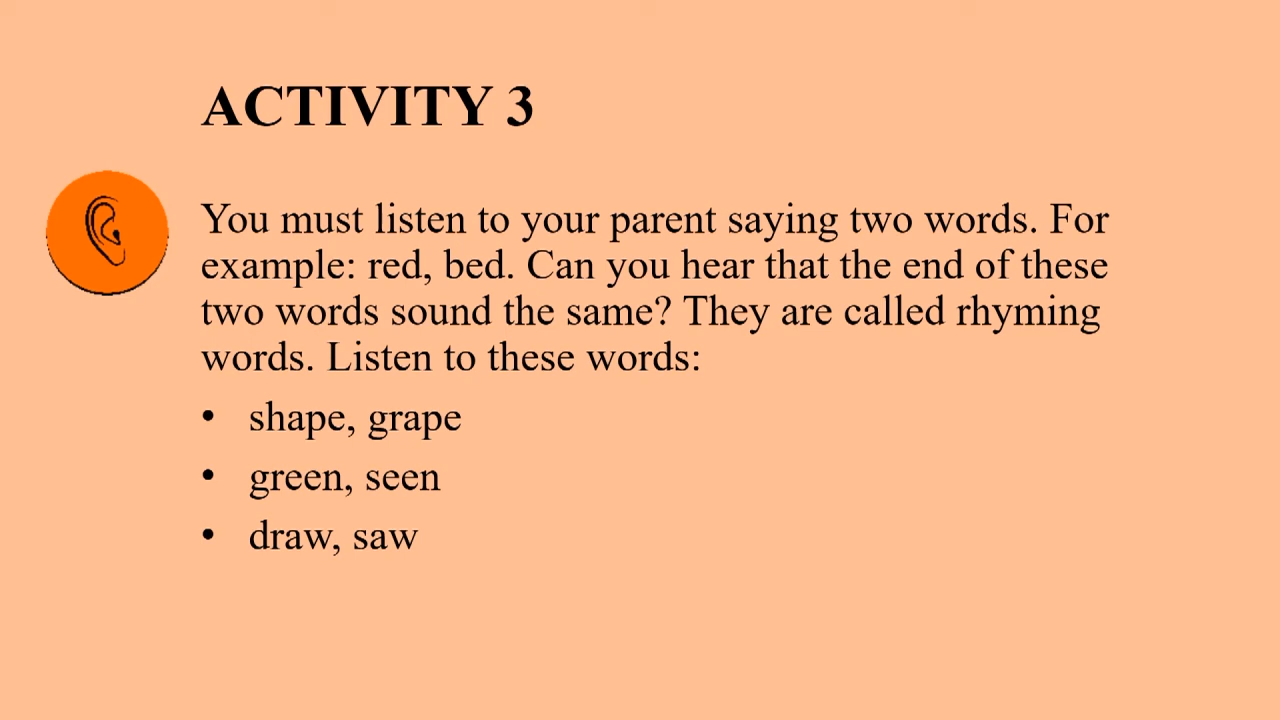 ACTIVITY 3
You must listen to your parent saying two words. For
example: red, bed. Can you hear that the end of these
two words sound the same? They are called rhyming
words. Listen to these words:
• shape, grape
• green, seen
• draw, saw